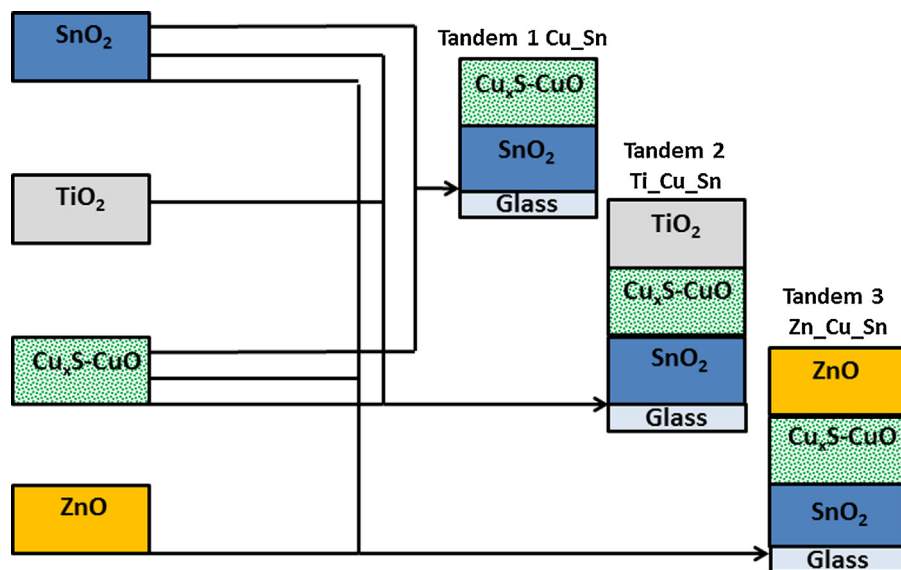 SnO₂
TiO₂
CuₓS-CuO
ZnO
Tandem 1 Cu_Sn
CuₓS-CuO
SnO₂
Glass
Tandem 2
Ti_Cu_Sn
TiO₂
CuₓS-CuO
SnO₂
Glass
Tandem 3
Zn_Cu_Sn
ZnO
CuₓS-CuO
SnO₂
Glass